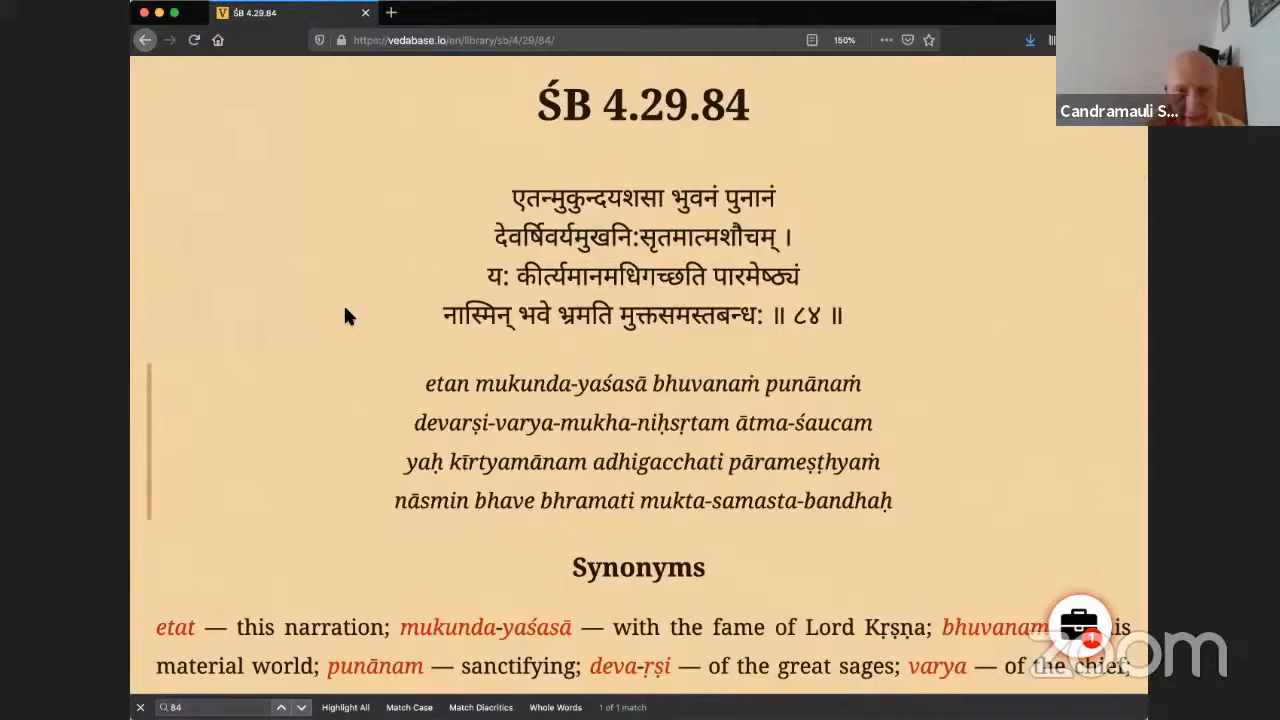 ŚB 4.29.84
https://vedabase.io/en/library/sb/4/29/84/
150%
Candramauli S...
ŚB 4.29.84
एतन्मुकुन्दयशसा भुवनं पुनानं
देवर्षिवर्यमुखनि:सृतमात्मशौचम् ।
य: कीर्त्यमानमधिगच्छति पारमेष्ठ्यं
नास्मिन् भवे भ्रमति मुक्तसमस्तबन्ध: ॥ ८४ ॥
etan mukunda-yaśasā bhuvanaṁ punānaṁ
devarṣi-varya-mukha-niḥsṛtam ātma-śaucam
yaḥ kīrtyamānam adhigacchati pārameṣṭhyaṁ
nāsmin bhave bhramati mukta-samasta-bandhaḥ
Synonyms
etat — this narration; mukunda-yaśasā — with the fame of Lord Kṛṣṇa; bhuvanam
material world; punānam — sanctifying; deva-ṛṣi — of the great sages; varya — of the chief;
1
zoom
84
Highlight All Match Case Match Diacritics Whole Words 1 of 1 match